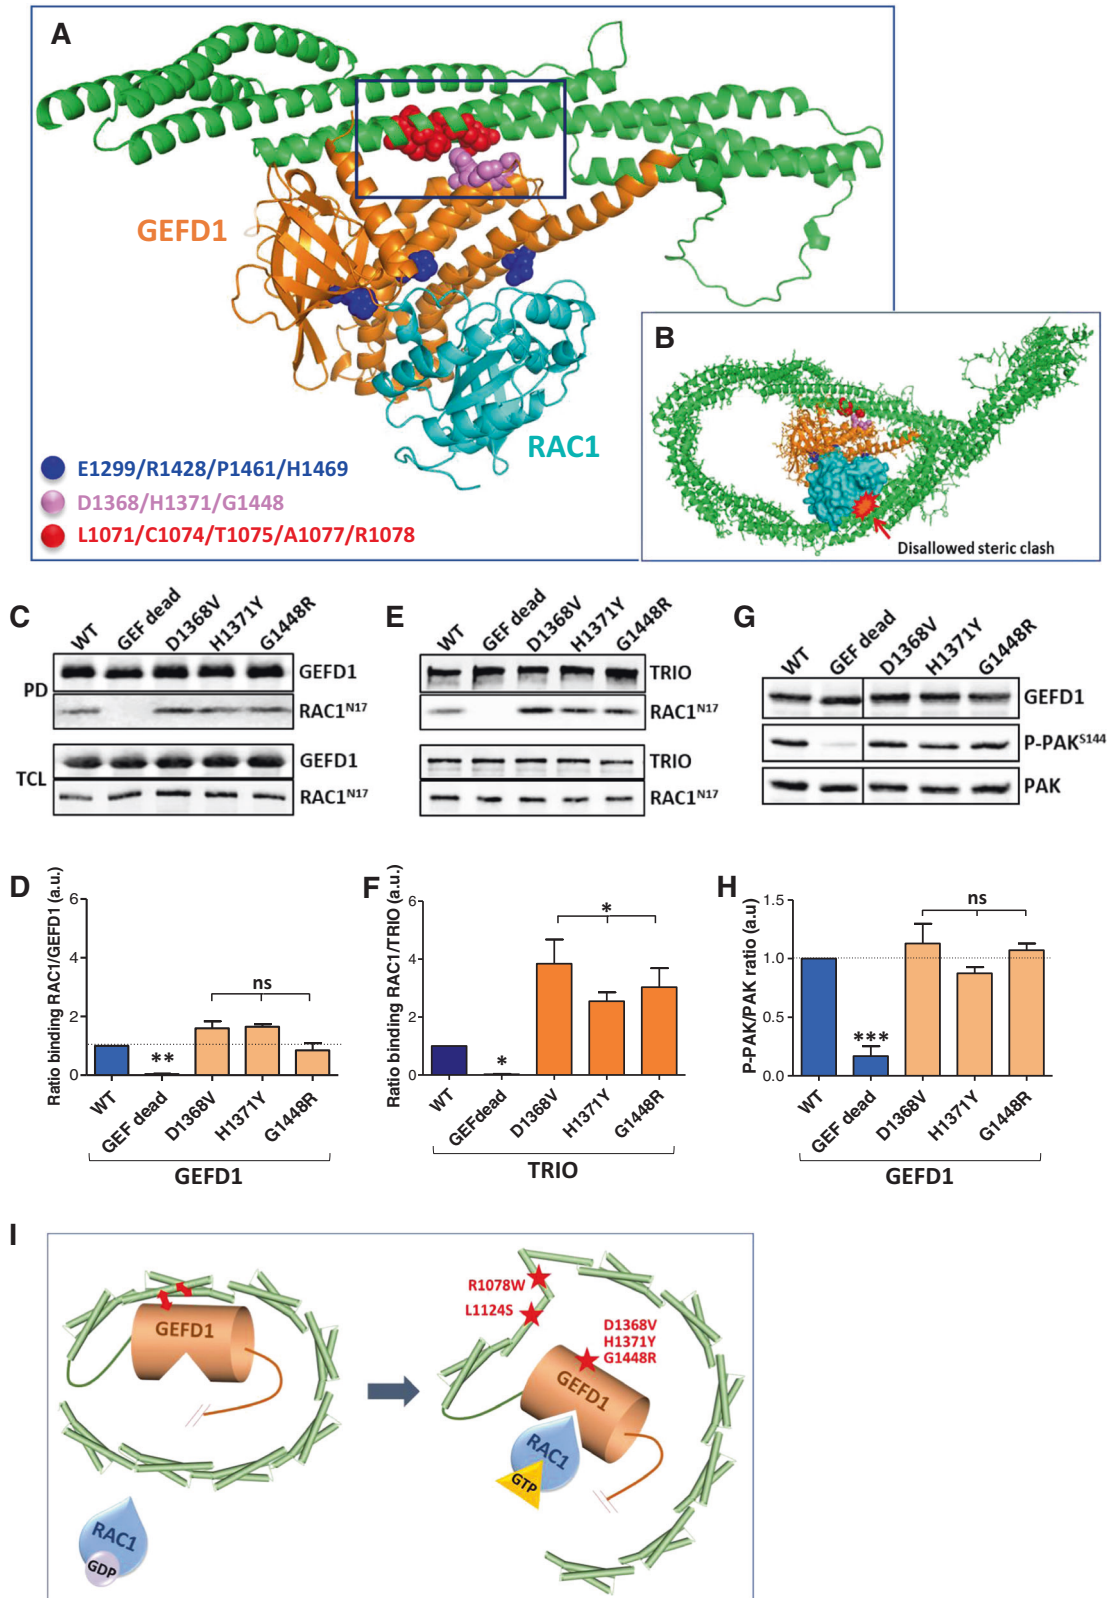 A
GEFD1
RAC1
E1299/R1428/P1461/H1469
D1368/H1371/G1448
L1071/C1074/T1075/A1077/R1078
B
Disallowed steric clash
C
WT
GEF dead
D1368V
H1371Y
G1448R
PD
GEFD1
RAC1N17
TCL
GEFD1
RAC1N17
E
WT
GEF dead
D1368V
H1371Y
G1448R
TRIO
RAC1N17
TRIO
RAC1N17
G
WT
GEF dead
D1368V
H1371Y
G1448R
GEFD1
P-PAKS144
PAK
D
Ratio binding RAC1/GEFD1 (a.u.)
6
4
2
0
**
ns
WT
GEF dead
D1368V
H1371Y
G1448R
GEFD1
F
Ratio binding RAC1/TRIO (a.u.)
6
4
2
0
*
*
WT
GEFdead
D1368V
H1371Y
G1448R
TRIO
H
P-PAK/PAK ratio (a.u)
1.5
1.0
0.5
0.0
***
ns
WT
GEF dead
D1368V
H1371Y
G1448R
GEFD1
I
GEFD1
RAC1
GDP
R1078W
L1124S
D1368V
H1371Y
G1448R
GEFD1
RAC1
GTP